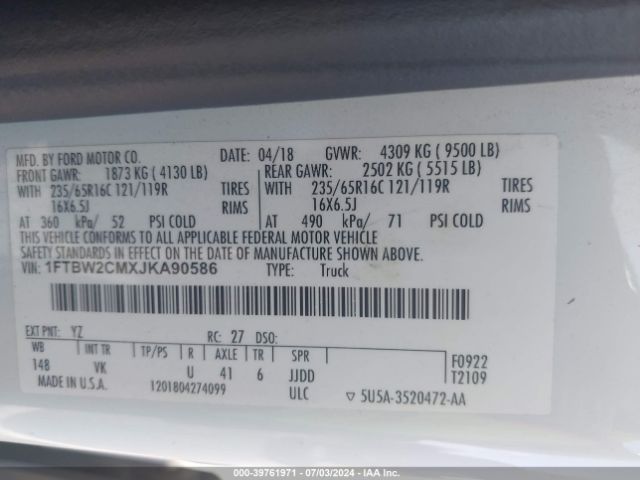 MFD. BY FORD MOTOR CO. DATE: 04/18 GVWR: 4309 KG ( 9500 LB)
FRONT GAWR: 1873 KG ( 4130 LB) REAR GAWR: 2502 KG ( 5515 LB)
WITH 235/65R16C 121/119R TIRES WITH 235/65R16C 121/119R TIRES
16X6.5J RIMS 16X6.5J RIMS
AT 360 kPa/ 52 PSI COLD AT 490 kPa/ 71 PSI COLD
THIS VEHICLE CONFORMS TO ALL APPLICABLE FEDERAL MOTOR VEHICLE
SAFETY STANDARDS IN EFFECT ON THE DATE OF MANUFACTURE SHOWN ABOVE.
VIN: 1FTBW2CMXJKA90586 TYPE: Truck
EXT PNT: YZ RC: 27 DSO:
WB INT TR TP/PS R AXLE TR SPR F0922
148 VK U 41 6 JJDD T2109
MADE IN U.S.A. 1201804274099 ULC ▽ 5U5A-3520472-AA
000-39761971 - 07/03/2024 - IAA Inc.